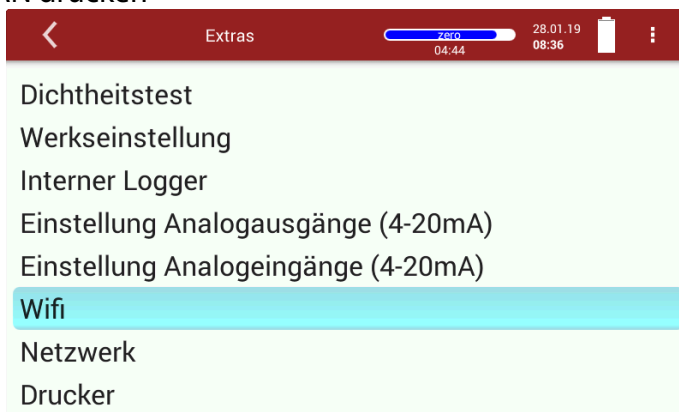 drücken
Extras
zero
04:44
28.01.19
08:36
Dichtheitstest
Werkseinstellung
Interner Logger
Einstellung Analogausgänge (4-20mA)
Einstellung Analogeingänge (4-20mA)
Wifi
Netzwerk
Drucker